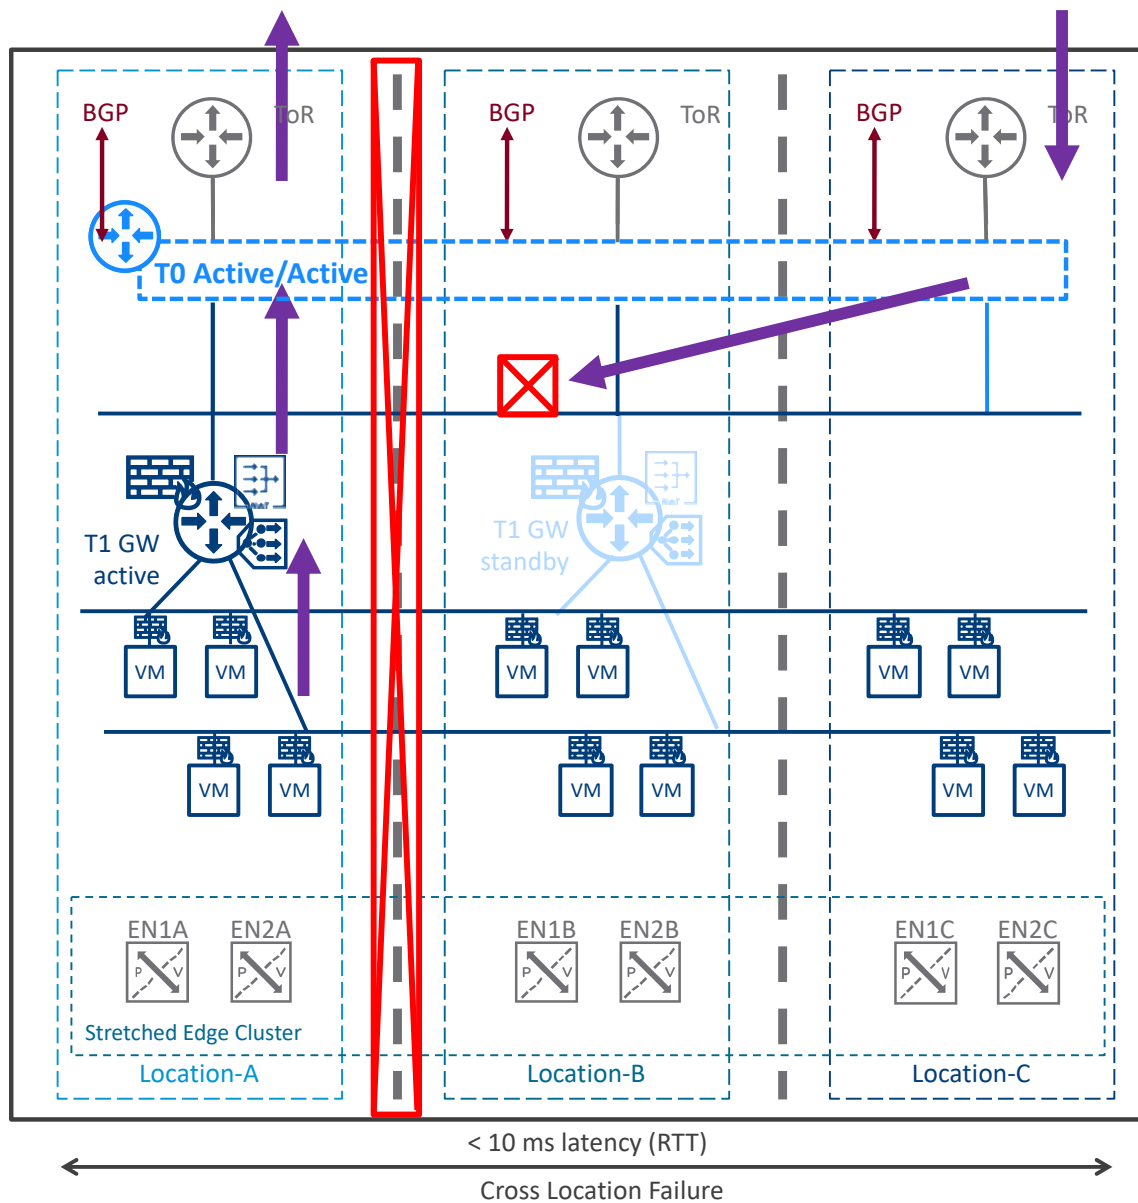 BGP
ToR
BGP
ToR
BGP
ToR
T0 Active/Active
NAT
NAT
T1 GW
active
T1 GW
standby
VM
VM
VM
VM
VM
VM
VM
VM
VM
VM
VM
VM
EN1A
EN2A
EN1B
EN2B
EN1C
EN2C
P
V
P
V
P
V
P
V
P
V
P
V
Stretched Edge Cluster
Location-A
Location-B
Location-C
< 10 ms latency (RTT)
Cross Location Failure